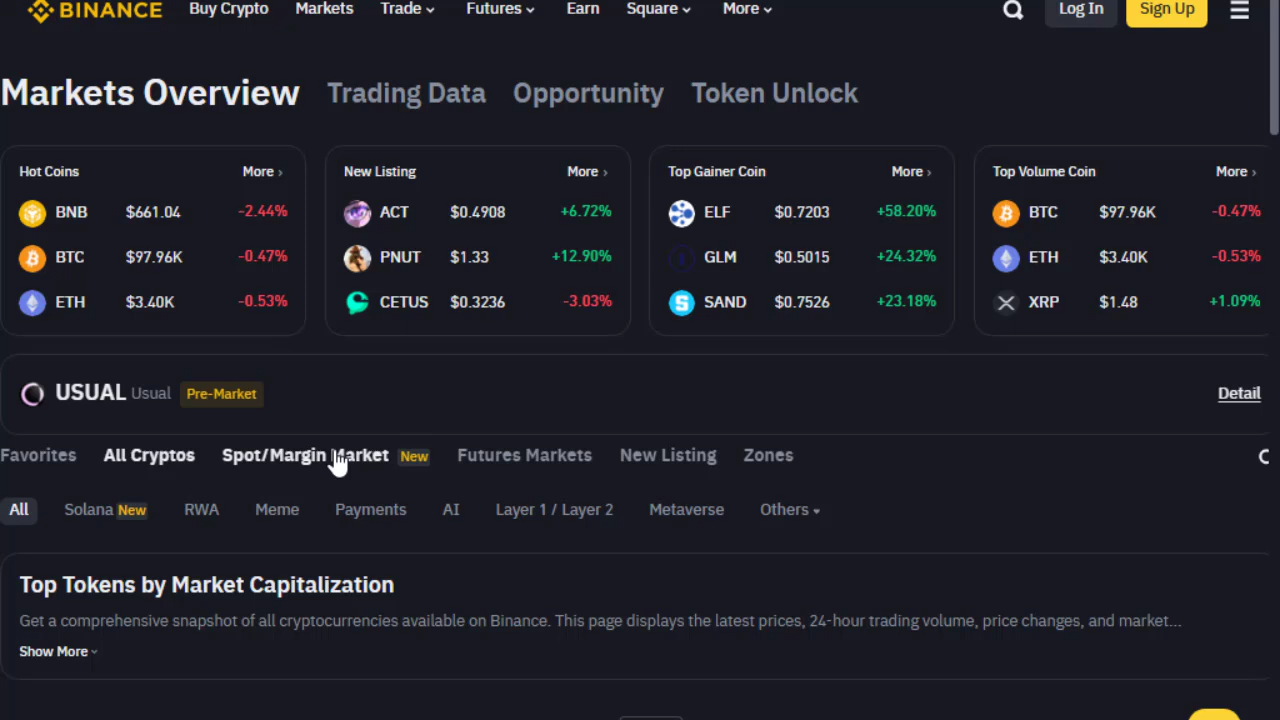 BINANCE Buy Crypto Markets Trade Futures Earn Square More Log In Sign Up
Markets Overview Trading Data Opportunity Token Unlock
Hot Coins More ›
BNB $661.04 -2.44%
BTC $97.96K -0.47%
ETH $3.40K -0.53%
New Listing More ›
ACT $0.4908 +6.72%
PNUT $1.33 +12.90%
CETUS $0.3236 -3.03%
Top Gainer Coin More ›
ELF $0.7203 +58.20%
GLM $0.5015 +24.32%
SAND $0.7526 +23.18%
Top Volume Coin More ›
BTC $97.96K -0.47%
ETH $3.40K -0.53%
XRP $1.48 +1.09%
USUAL Usual Pre-Market Detail
Favorites All Cryptos Spot/Margin Market New Futures Markets New Listing Zones
All Solana New RWA Meme Payments AI Layer 1 / Layer 2 Metaverse Others
Top Tokens by Market Capitalization
Get a comprehensive snapshot of all cryptocurrencies available on Binance. This page displays the latest prices, 24-hour trading volume, price changes, and market...
Show More